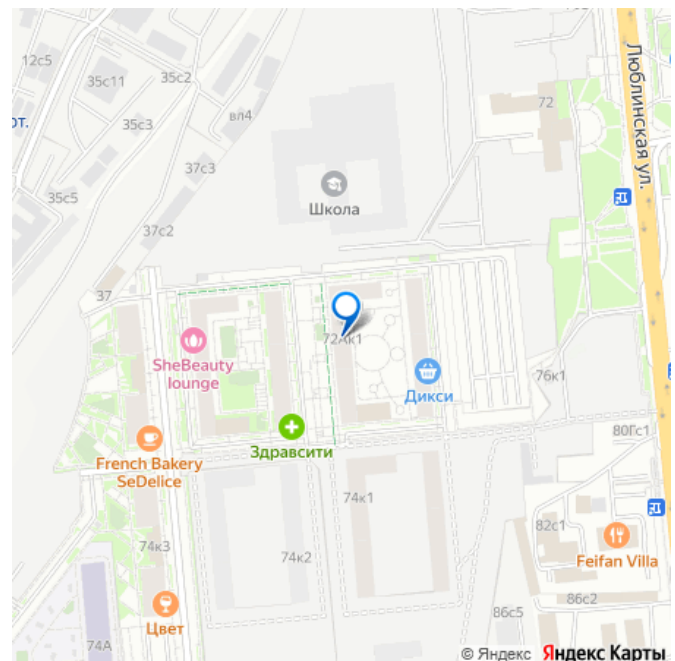 12с5
35с11
35с2
вл4
35с3
от.
37с3
35с5
37с2
37
72
Люблинская ул.
Школа
72Ак1
SheBeauty
lounge
Дикси
76к1
Здравсити
80Гс1
French Bakery
SeDelice
74к1
82с1
74к3
74к2
Feifan Villa
86с2
86с5
Цвет
74А
© Яндекс Яндекс Карты